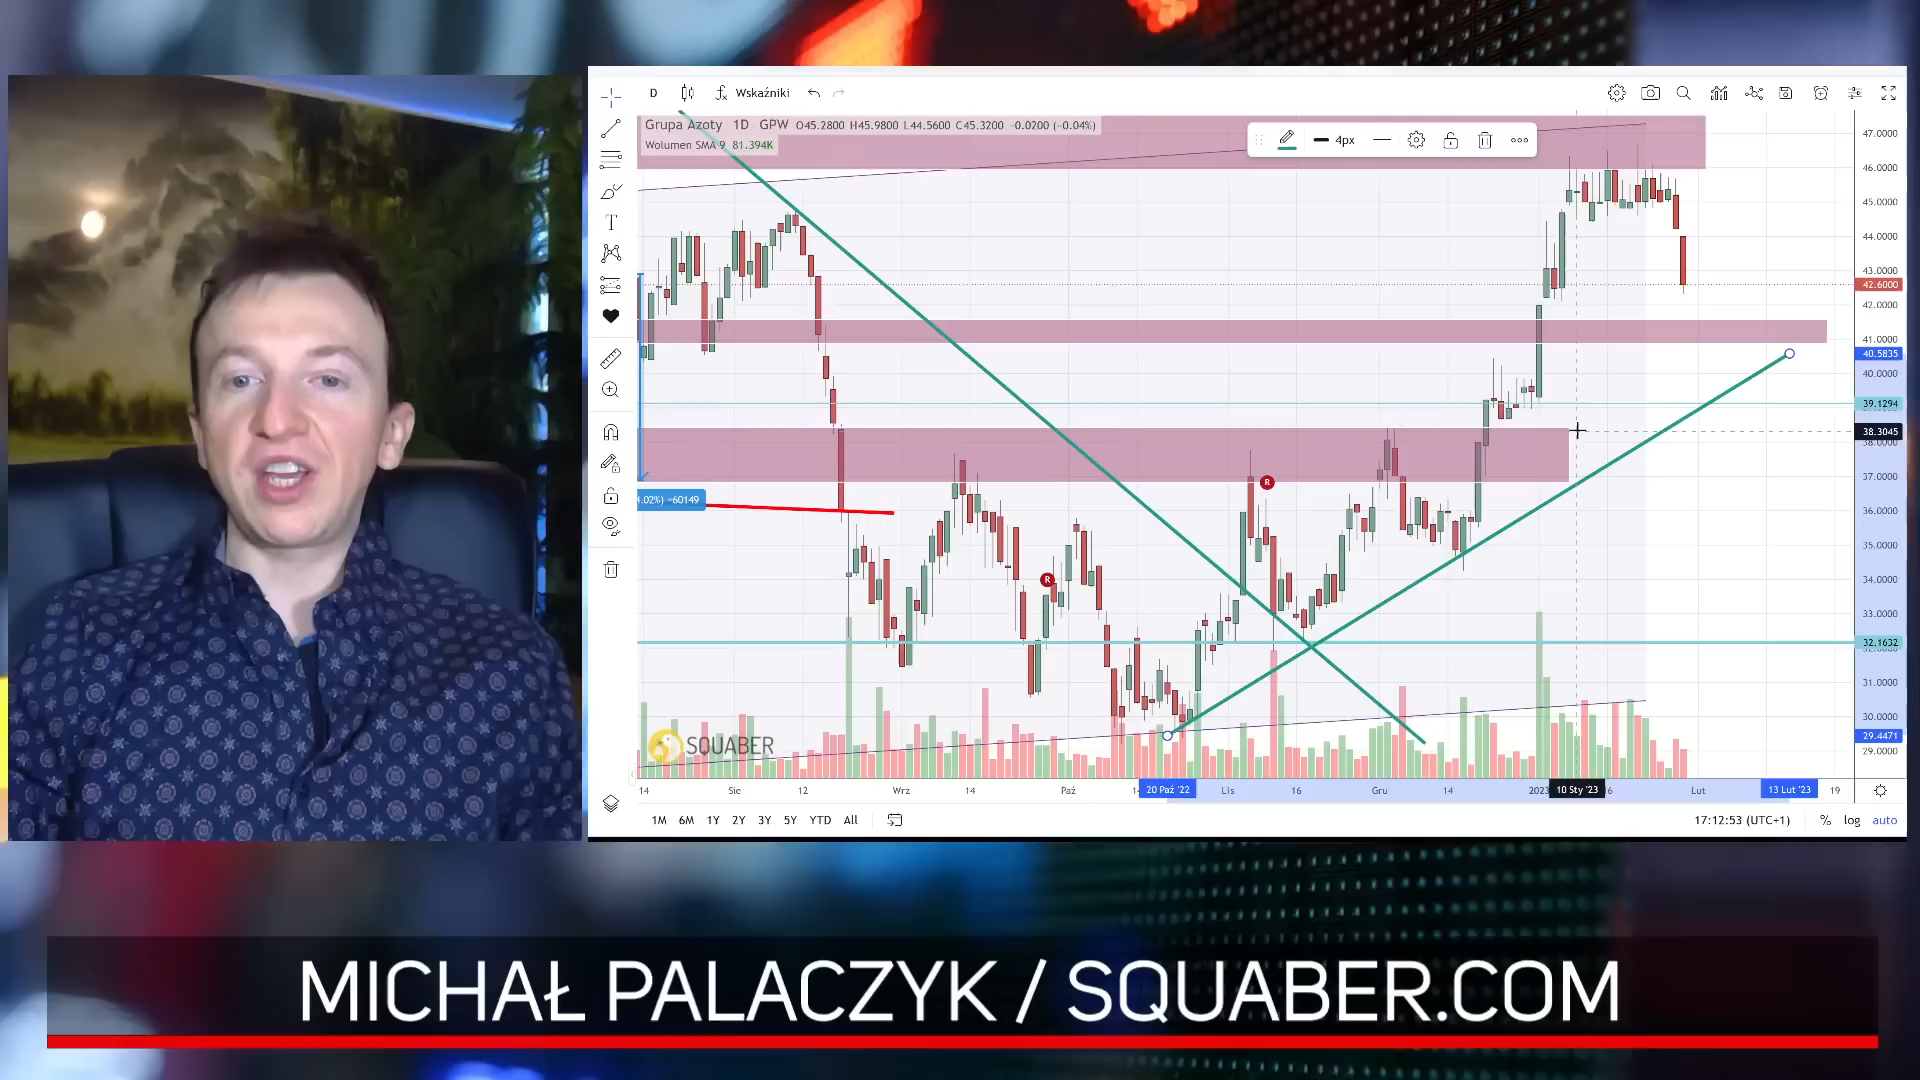 D Wskaźniki
Grupa Azoty 1D GPW O45.2800 H45.9800 L44.5600 C45.3200 −0.0200 (−0.04%)
Wolumen SMA 9 81.394K
4px
47.0000
46.0000
45.0000
44.0000
43.0000
42.6000
42.0000
41.0000
40.5835
40.0000
39.1294
38.3045
38.0000
37.0000
4.02%) −60149
36.0000
35.0000
34.0000
33.0000
32.1632
31.0000
30.0000
29.4471
29.0000
R
R
SQUABER
14 Sie 12 Wrz 14 Paź 20 Paź '22 Lis 16 Gru 14 2023 10 Sty '23 16 Lut 13 Lut '23 19
1M 6M 1Y 2Y 3Y 5Y YTD All
17:12:53 (UTC+1) % log auto
MICHAŁ PALACZYK / SQUABER.COM